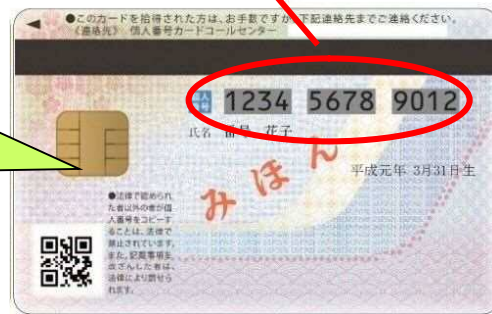 ●このカードを拾得された方は、お手数ですが下記連絡先までご連絡ください。
《連絡先》 個人番号カードコールセンター
個人
番号
1234 5678 9012
氏名 番号 花子
平成元年 3月31日生
みほん
●法律で認められ
た者以外の者が個
人番号をコピーす
ることは、法律で
禁止されています。
また、記載事項を
改ざんした者は、
法律により罰せら
れます。